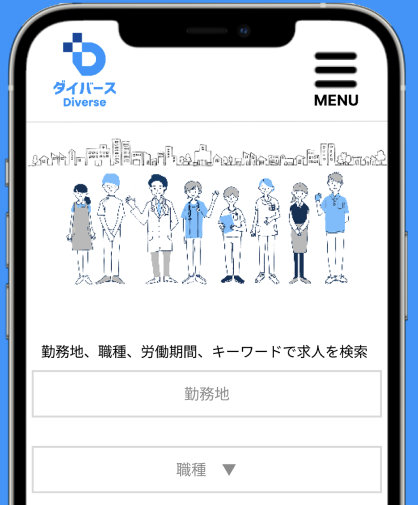 ダイバース
Diverse
MENU
勤務地、職種、労働期間、キーワードで求人を検索
勤務地
職種 ▼